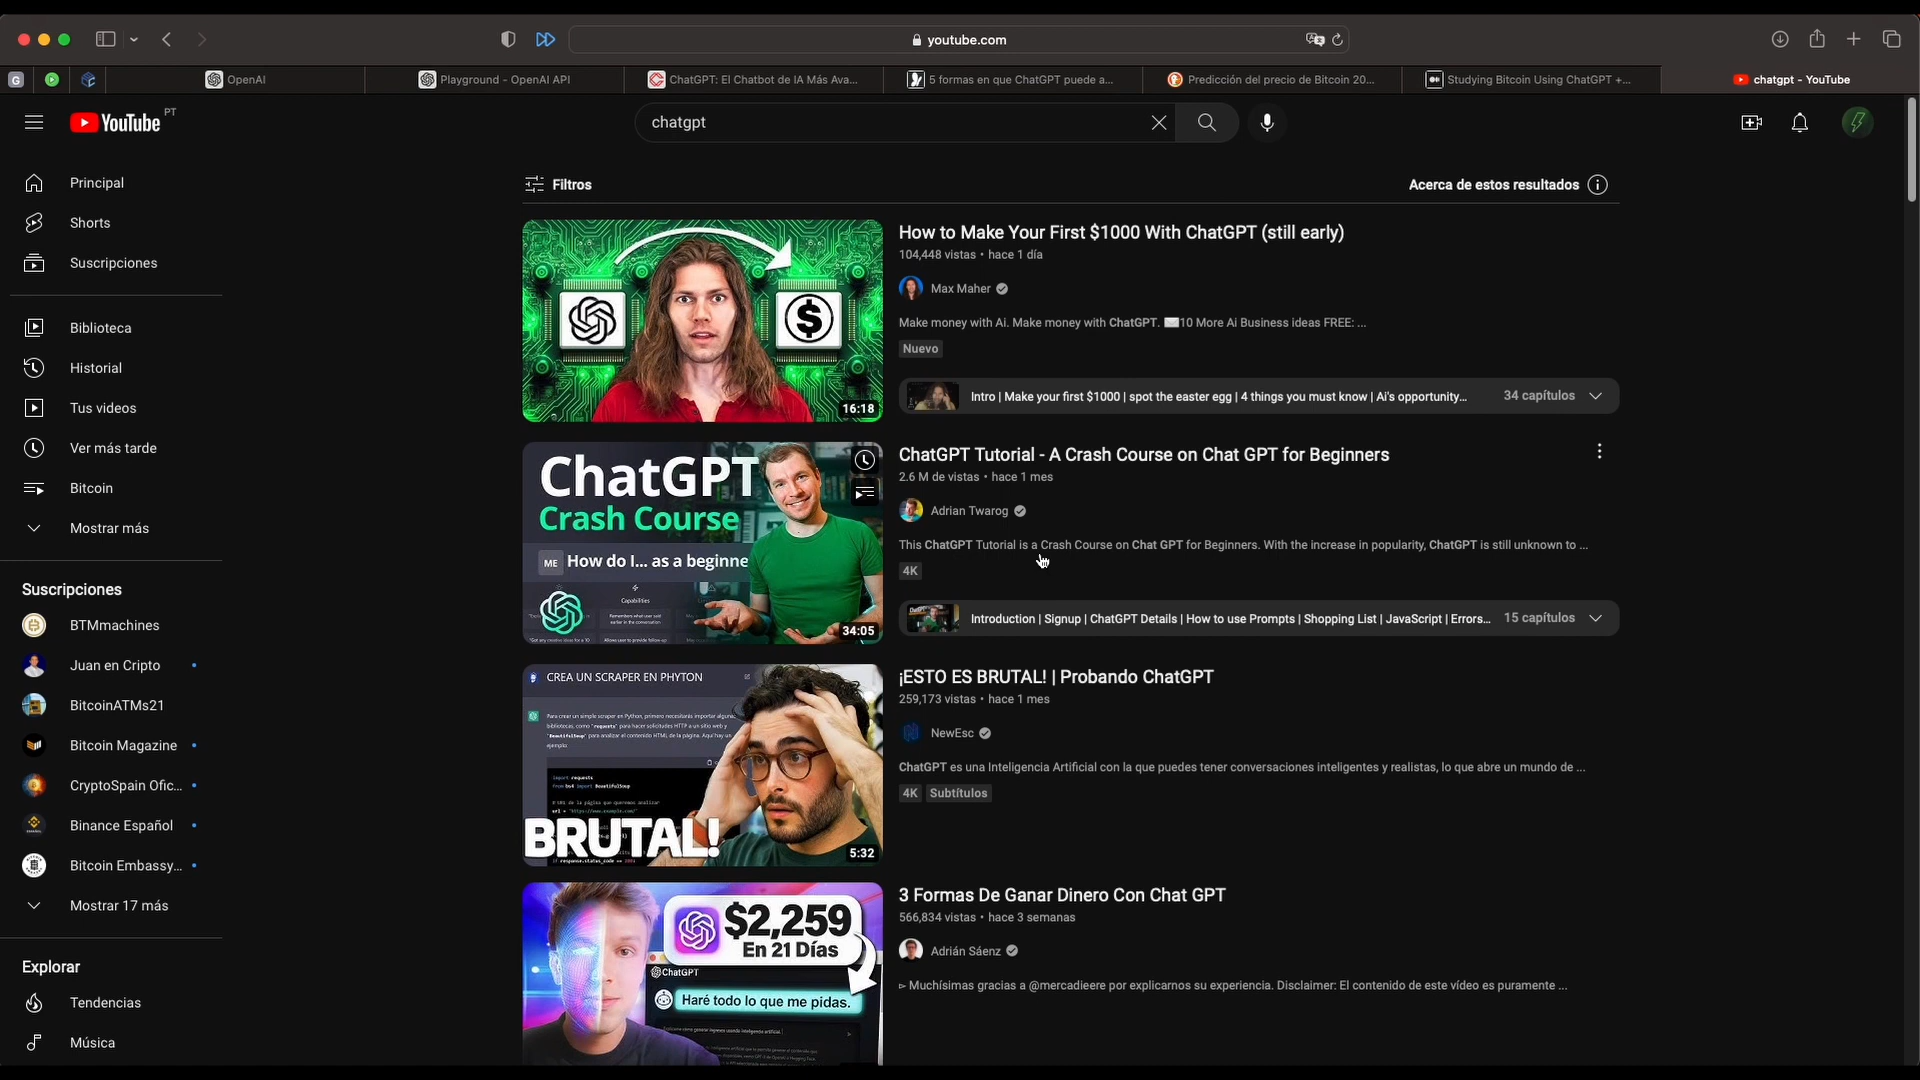 youtube.com
G
OpenAI
Playground - OpenAI API
ChatGPT: El Chatbot de IA Más Ava...
5 formas en que ChatGPT puede a...
Predicción del precio de Bitcoin 20...
Studying Bitcoin Using ChatGPT +...
chatgpt - YouTube
YouTube PT
chatgpt
Filtros
Acerca de estos resultados
Principal
Shorts
Suscripciones
Biblioteca
Historial
Tus videos
Ver más tarde
Bitcoin
Mostrar más
Suscripciones
BTMmachines
Juan en Cripto
BitcoinATMs21
Bitcoin Magazine
CryptoSpain Ofic...
Binance Español
Bitcoin Embassy...
Mostrar 17 más
Explorar
Tendencias
Música
$
16:18
How to Make Your First $1000 With ChatGPT (still early)
104,448 vistas • hace 1 día
Max Maher
Make money with Ai. Make money with ChatGPT. 10 More Ai Business ideas FREE: ...
Nuevo
Intro | Make your first $1000 | spot the easter egg | 4 things you must know | Ai's opportunity...
34 capítulos
ChatGPT
Crash Course
ME How do I... as a beginne
Capabilities
34:05
ChatGPT Tutorial - A Crash Course on Chat GPT for Beginners
2.6 M de vistas • hace 1 mes
Adrian Twarog
This ChatGPT Tutorial is a Crash Course on Chat GPT for Beginners. With the increase in popularity, ChatGPT is still unknown to ...
4K
Introduction | Signup | ChatGPT Details | How to use Prompts | Shopping List | JavaScript | Errors...
15 capítulos
CREA UN SCRAPER EN PHYTON
BRUTAL!
5:32
¡ESTO ES BRUTAL! | Probando ChatGPT
259,173 vistas • hace 1 mes
NewEsc
ChatGPT es una Inteligencia Artificial con la que puedes tener conversaciones inteligentes y realistas, lo que abre un mundo de ...
4K Subtítulos
$2,259
En 21 Días
ChatGPT
Haré todo lo que me pidas.
3 Formas De Ganar Dinero Con Chat GPT
566,834 vistas • hace 3 semanas
Adrián Sáenz
▻ Muchísimas gracias a @mercadieere por explicarnos su experiencia. Disclaimer: El contenido de este vídeo es puramente ...